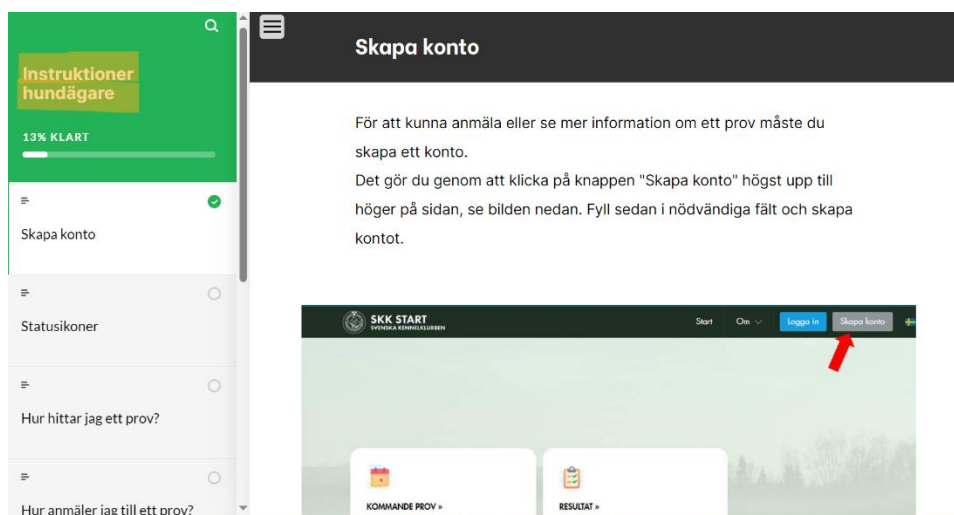 Instruktioner
hundägare
13% KLART
Skapa konto
Statusikoner
Hur hittar jag ett prov?
Hur anmäler jag till ett prov?
Skapa konto
För att kunna anmäla eller se mer information om ett prov måste du
skapa ett konto.
Det gör du genom att klicka på knappen "Skapa konto" högst upp till
höger på sidan, se bilden nedan. Fyll sedan i nödvändiga fält och skapa
kontot.
SKK START
SVENSKA KENNELKLUBBEN
Start Om Logga in Skapa konto
KOMMANDE PROV »
RESULTAT »